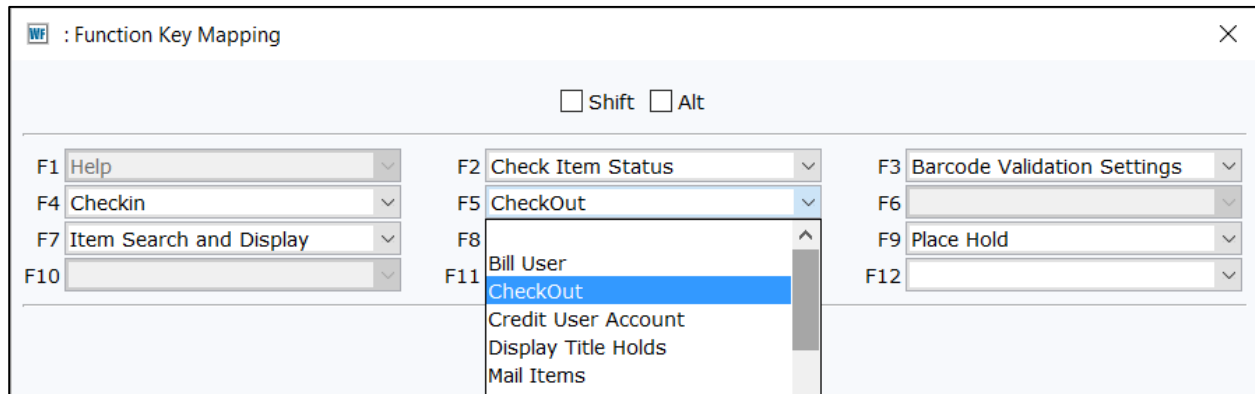 WF : Function Key Mapping
Shift Alt
F1 Help F2 Check Item Status F3 Barcode Validation Settings
F4 Checkin F5 CheckOut F6
F7 Item Search and Display F8 F9 Place Hold
F10 F11 F12
Bill User
CheckOut
Credit User Account
Display Title Holds
Mail Items